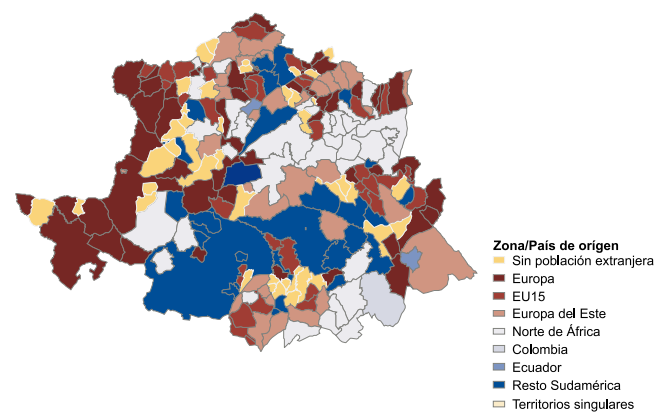 Zona/País de orígen
Sin población extranjera
Europa
EU15
Europa del Este
Norte de África
Colombia
Ecuador
Resto Sudamérica
Territorios singulares